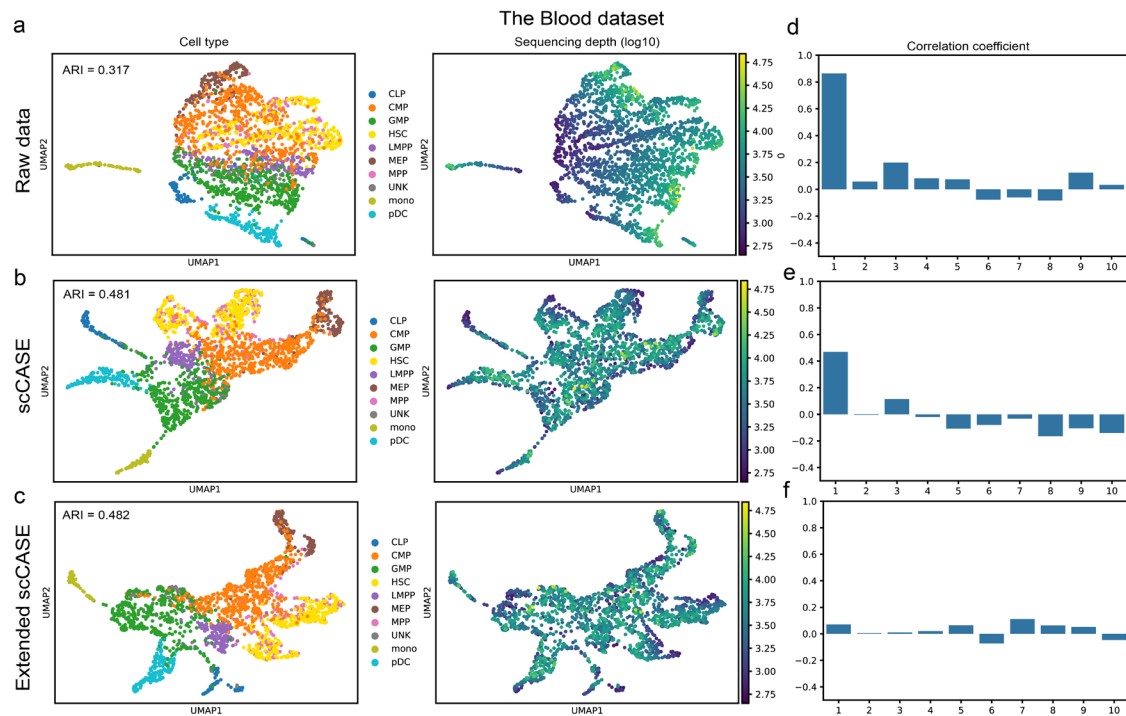 The Blood dataset
a
Cell type
Sequencing depth (log10)
d
Correlation coefficient
Raw data
ARI = 0.317
UMAP2
UMAP1
CLP
CMP
GMP
HSC
LMPP
MEP
MPP
UNK
mono
pDC
UMAP2
UMAP1
4.75
4.50
4.25
4.00
3.75
3.50
3.25
3.00
2.75
0
1.0
0.8
0.6
0.4
0.2
0.0
−0.2
−0.4
1 2 3 4 5 6 7 8 9 10
b
scCASE
ARI = 0.481
UMAP2
UMAP1
CLP
CMP
GMP
HSC
LMPP
MEP
MPP
UNK
mono
pDC
UMAP2
UMAP1
4.75
4.50
4.25
4.00
3.75
3.50
3.25
3.00
2.75
e
1.0
0.8
0.6
0.4
0.2
0.0
−0.2
−0.4
1 2 3 4 5 6 7 8 9 10
c
Extended scCASE
ARI = 0.482
UMAP2
UMAP1
CLP
CMP
GMP
HSC
LMPP
MEP
MPP
UNK
mono
pDC
UMAP2
UMAP1
4.75
4.50
4.25
4.00
3.75
3.50
3.25
3.00
2.75
f
1.0
0.8
0.6
0.4
0.2
0.0
−0.2
−0.4
1 2 3 4 5 6 7 8 9 10